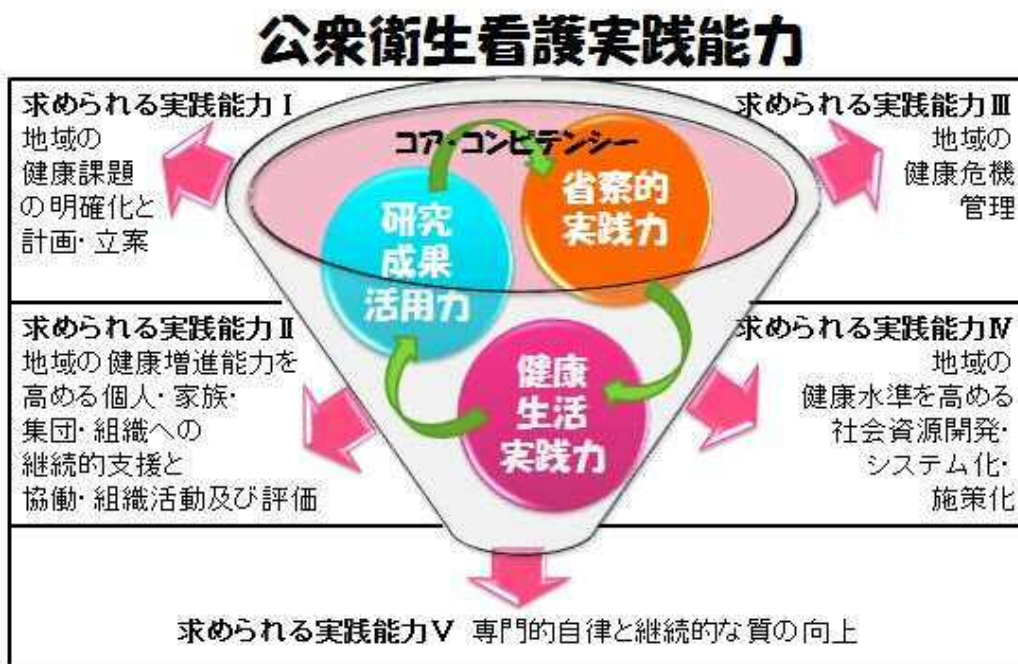 公衆衛生看護実践能力
求められる実践能力Ⅰ
地域の
健康課題
の明確化と
計画・立案
求められる実践能力Ⅲ
地域の
健康危機
管理
コア・コンピテンシー
研究
成果
活用力
省察的
実践力
健康
生活
実践力
求められる実践能力Ⅱ
地域の健康増進能力を
高める個人・家族・
集団・組織への
継続的支援と
協働・組織活動及び評価
求められる実践能力Ⅳ
地域の
健康水準を高める
社会資源開発・
システム化・
施策化
求められる実践能力Ⅴ 専門的自律と継続的な質の向上